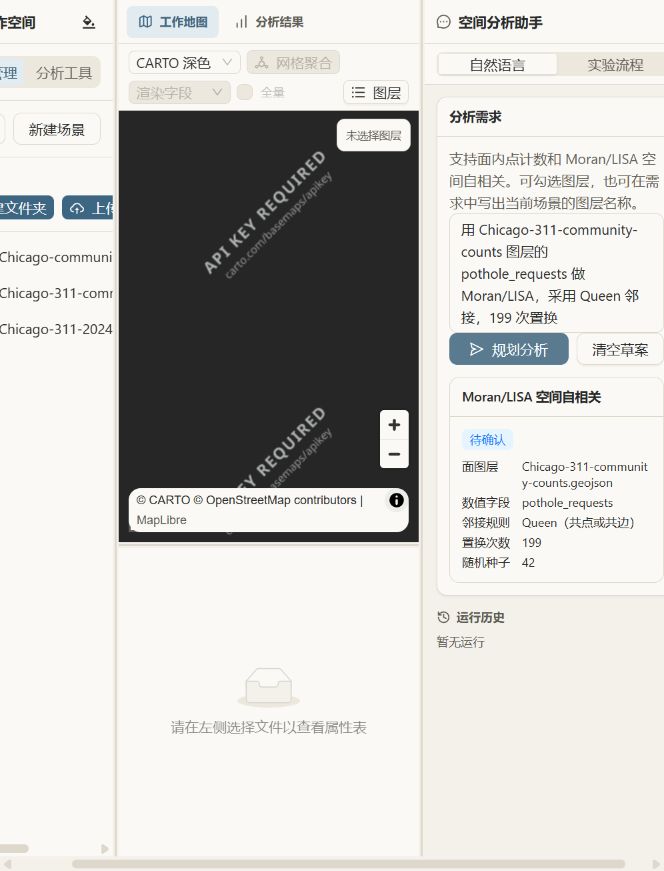 作空间
管理
分析工具
新建场景
建文件夹
上传
Chicago-communi
Chicago-311-comr
Chicago-311-2024
工作地图
分析结果
CARTO 深色
网格聚合
渲染字段
全量
图层
未选择图层
API KEY REQUIRED
carto.com/basemaps/apikey
EY REQUIRED
asemaps/apikey
+
−
© CARTO © OpenStreetMap contributors |
MapLibre
请在左侧选择文件以查看属性表
空间分析助手
自然语言
实验流程
分析需求
支持面内点计数和 Moran/LISA 空
间自相关。可勾选图层，也可在需
求中写出当前场景的图层名称。
用 Chicago-311-community-
counts 图层的
pothole_requests 做
Moran/LISA，采用 Queen 邻
接，199 次置换
规划分析
清空草案
Moran/LISA 空间自相关
待确认
面图层 Chicago-311-communit
y-counts.geojson
数值字段 pothole_requests
邻接规则 Queen（共点或共边）
置换次数 199
随机种子 42
运行历史
暂无运行